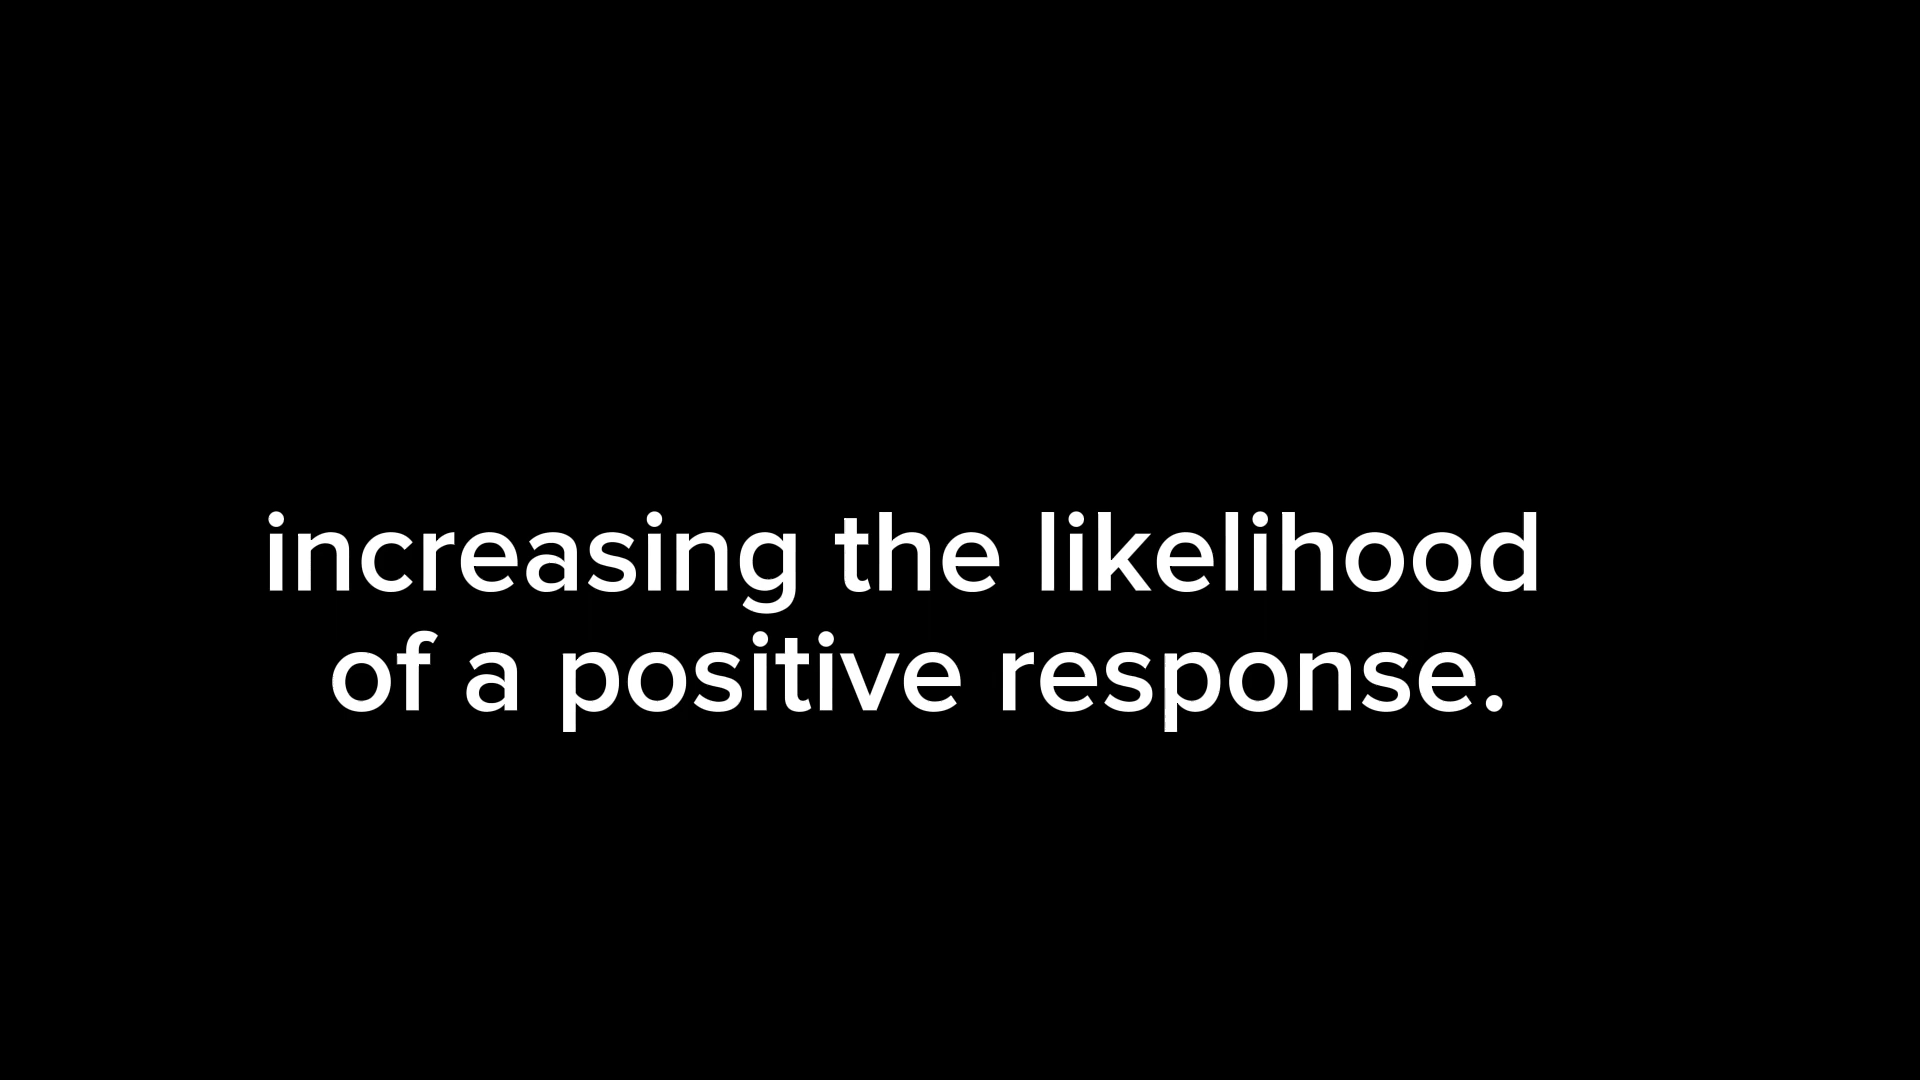 increasing the likelihood
of a positive response.